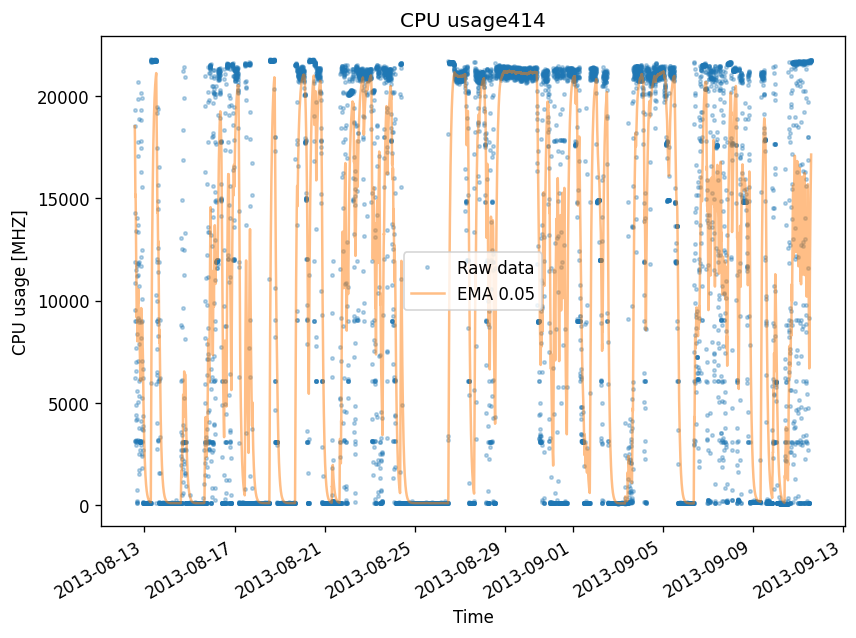 CPU usage414
CPU usage [MHZ]
20000
15000
10000
5000
0
Raw data
EMA 0.05
2013-08-13
2013-08-17
2013-08-21
2013-08-25
2013-08-29
2013-09-01
2013-09-05
2013-09-09
2013-09-13
Time